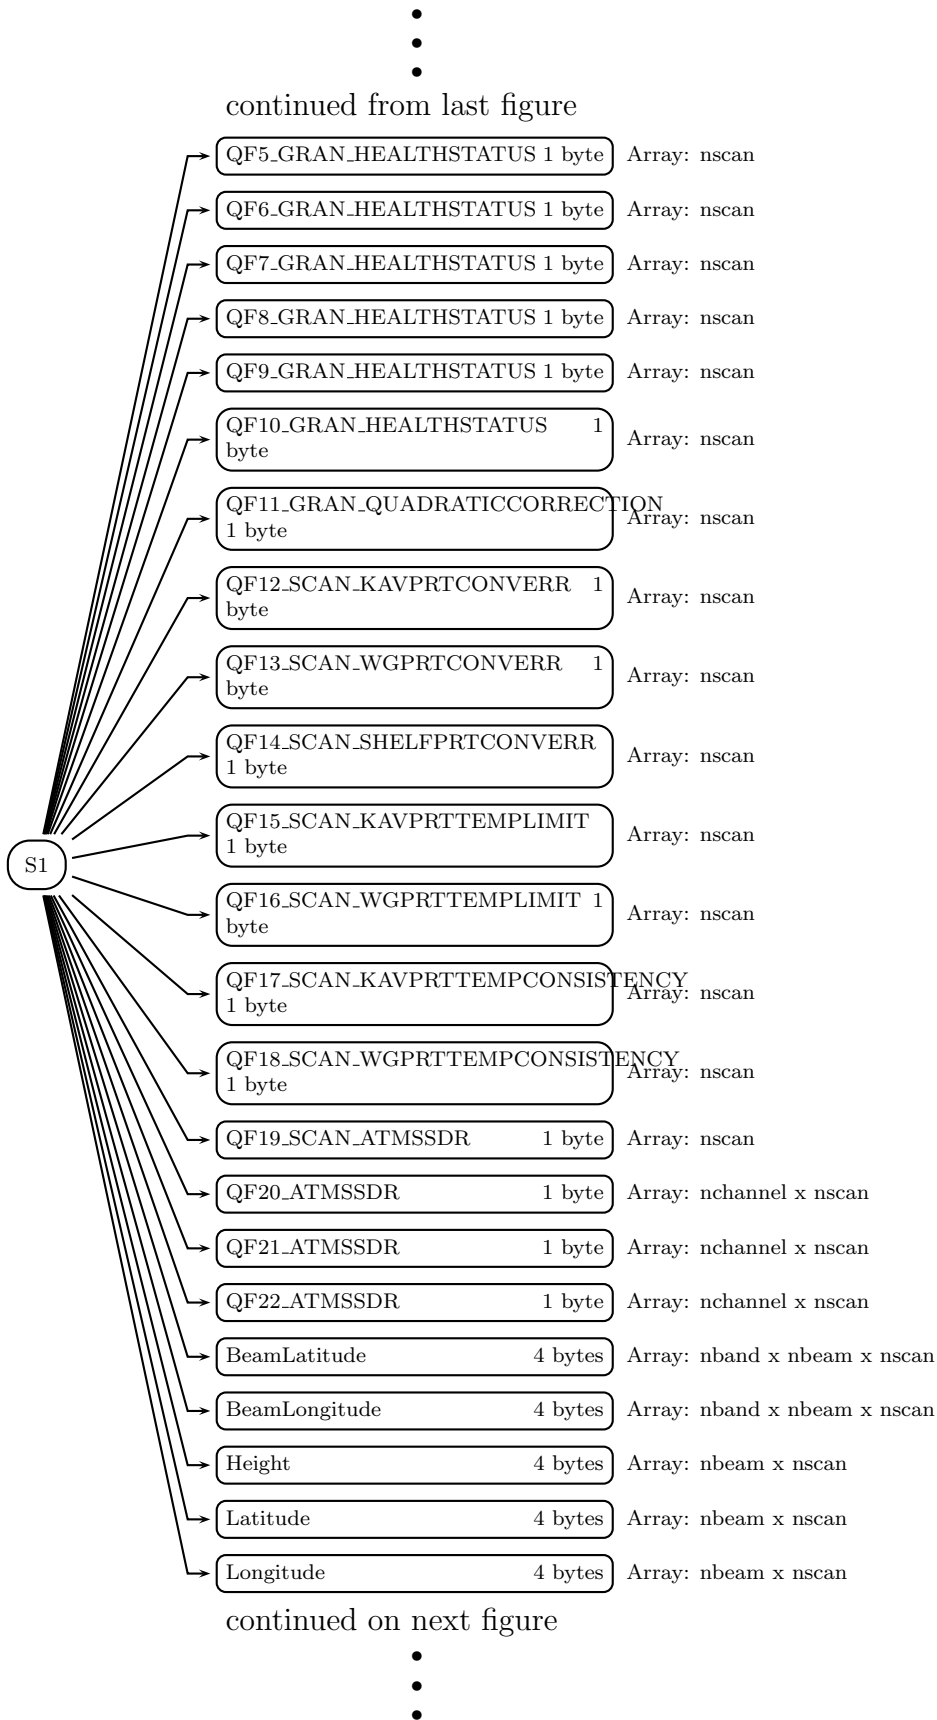 continued from last figure
QF5_GRAN_HEALTHSTATUS 1 byte Array: nscan
QF6_GRAN_HEALTHSTATUS 1 byte Array: nscan
QF7_GRAN_HEALTHSTATUS 1 byte Array: nscan
QF8_GRAN_HEALTHSTATUS 1 byte Array: nscan
QF9_GRAN_HEALTHSTATUS 1 byte Array: nscan
QF10_GRAN_HEALTHSTATUS 1
byte
Array: nscan
QF11_GRAN_QUADRATICCORRECTION
1 byte
Array: nscan
QF12_SCAN_KAVPRTCONVERR 1
byte
Array: nscan
QF13_SCAN_WGPRTCONVERR 1
byte
Array: nscan
QF14_SCAN_SHELFPRTCONVERR
1 byte
Array: nscan
QF15_SCAN_KAVPRTTEMPLIMIT
1 byte
Array: nscan
S1
QF16_SCAN_WGPRTTEMPLIMIT 1
byte
Array: nscan
QF17_SCAN_KAVPRTTEMPCONSISTENCY
1 byte
Array: nscan
QF18_SCAN_WGPRTTEMPCONSISTENCY
1 byte
Array: nscan
QF19_SCAN_ATMSSDR 1 byte Array: nscan
QF20_ATMSSDR 1 byte Array: nchannel x nscan
QF21_ATMSSDR 1 byte Array: nchannel x nscan
QF22_ATMSSDR 1 byte Array: nchannel x nscan
BeamLatitude 4 bytes Array: nband x nbeam x nscan
BeamLongitude 4 bytes Array: nband x nbeam x nscan
Height 4 bytes Array: nbeam x nscan
Latitude 4 bytes Array: nbeam x nscan
Longitude 4 bytes Array: nbeam x nscan
continued on next figure